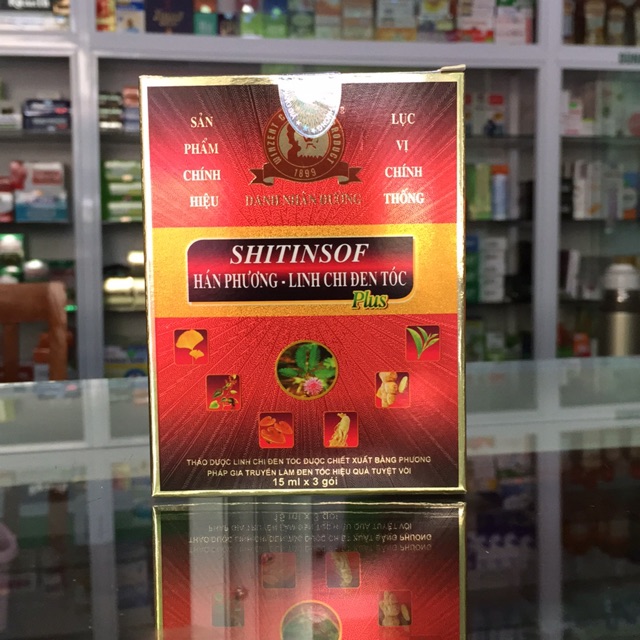 SẢN
PHẨM
CHÍNH
HIỆU
LỤC
VỊ
CHÍNH
THỐNG
1899
DANH NHÂN ĐƯỜNG
SHITINSOF
HÁN PHƯƠNG - LINH CHI ĐEN TÓC
Plus
THẢO DƯỢC LINH CHI ĐEN TÓC ĐƯỢC CHIẾT XUẤT BẰNG PHƯƠNG
PHÁP GIA TRUYỀN LÀM ĐEN TÓC HIỆU QUẢ TUYỆT VỜI
15 ml x 3 gói